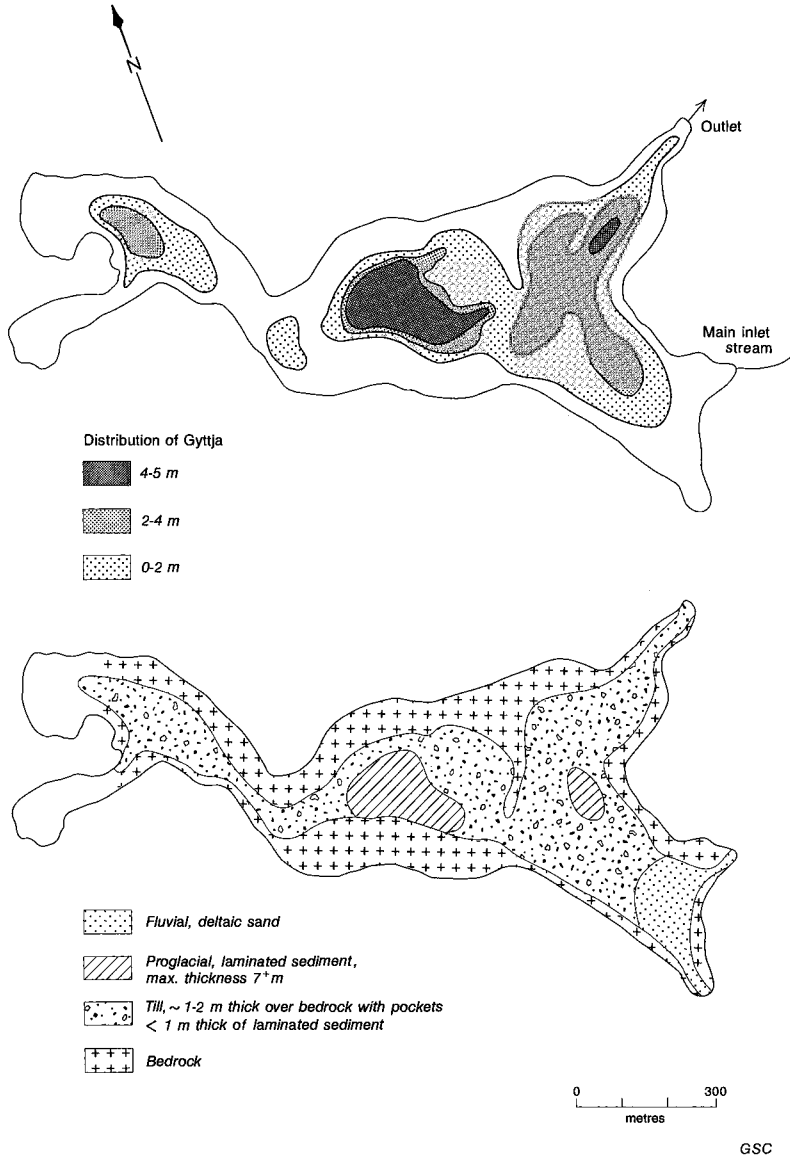 N
Outlet
Main inlet
stream
Distribution of Gyttja
4-5 m
2-4 m
0-2 m
Fluvial, deltaic sand
Proglacial, laminated sediment,
max. thickness 7⁺m
Till, ~ 1-2 m thick over bedrock with pockets
< 1 m thick of laminated sediment
Bedrock
0 300
metres
GSC